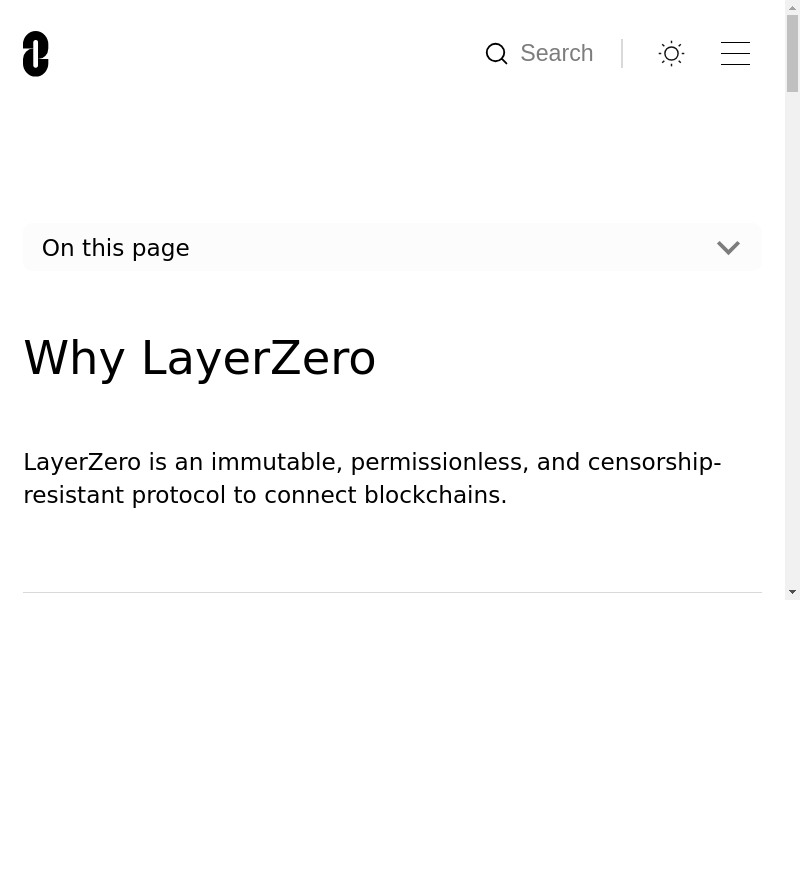 Search
On this page
Why LayerZero
LayerZero is an immutable, permissionless, and censorship-
resistant protocol to connect blockchains.